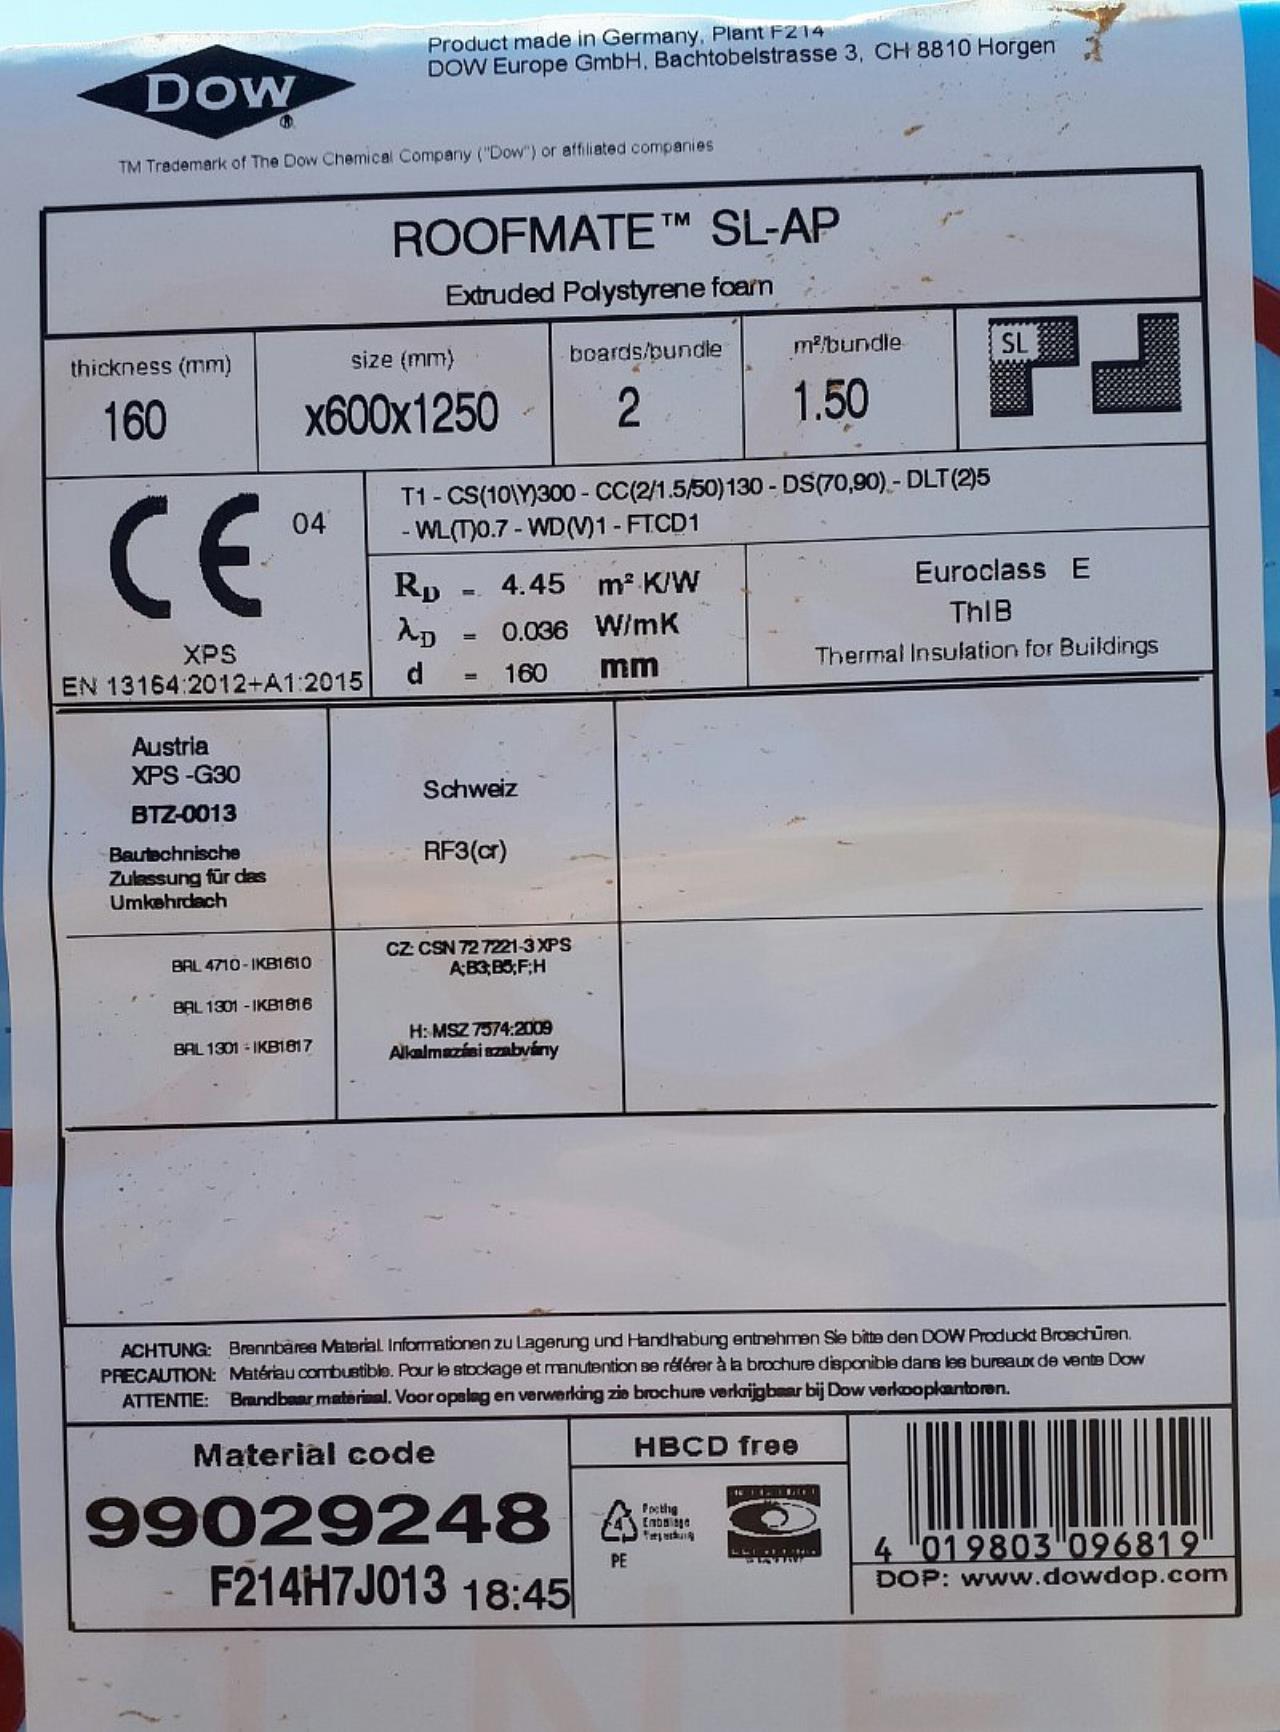 Product made in Germany, Plant F214
DOW Europe GmbH, Bachtobelstrasse 3, CH 8810 Horgen
DOW
®
TM Trademark of The Dow Chemical Company ("Dow") or affiliated companies
ROOFMATE™ SL-AP
Extruded Polystyrene foam
thickness (mm)
160
size (mm)
x600x1250
boards/bundle
2
m²/bundle
1.50
SL
CE 04
XPS
EN 13164:2012+A1:2015
T1 - CS(10\Y)300 - CC(2/1.5/50)130 - DS(70,90) - DLT(2)5
- WL(T)0.7 - WD(V)1 - FTCD1
RD = 4.45 m²·K/W
λD = 0.036 W/mK
d = 160 mm
Euroclass E
ThIB
Thermal Insulation for Buildings
Austria
XPS -G30
BTZ-0013
Bautechnische
Zulassung für das
Umkehrdach
Schweiz
RF3(cr)
BRL 4710 - IKB1610
BRL 1301 - IKB1616
BRL 1301 - IKB1617
CZ: CSN 72 7221-3 XPS
A;B3;B5;F;H
H: MSZ 7574:2009
Alkalmazási szabvány
ACHTUNG: Brennbares Material. Informationen zu Lagerung und Handhabung entnehmen Sie bitte den DOW Produckt Broschüren.
PRECAUTION: Matériau combustible. Pour le stockage et manutention se référer à la brochure disponible dans les bureaux de vente Dow
ATTENTIE: Brandbaar materiaal. Voor opslag en verwerking zie brochure verkrijgbaar bij Dow verkoopkantoren.
Material code
99029248
F214H7J013 18:45
HBCD free
4
PE
Emballage
4 019803 096819
DOP: www.dowdop.com